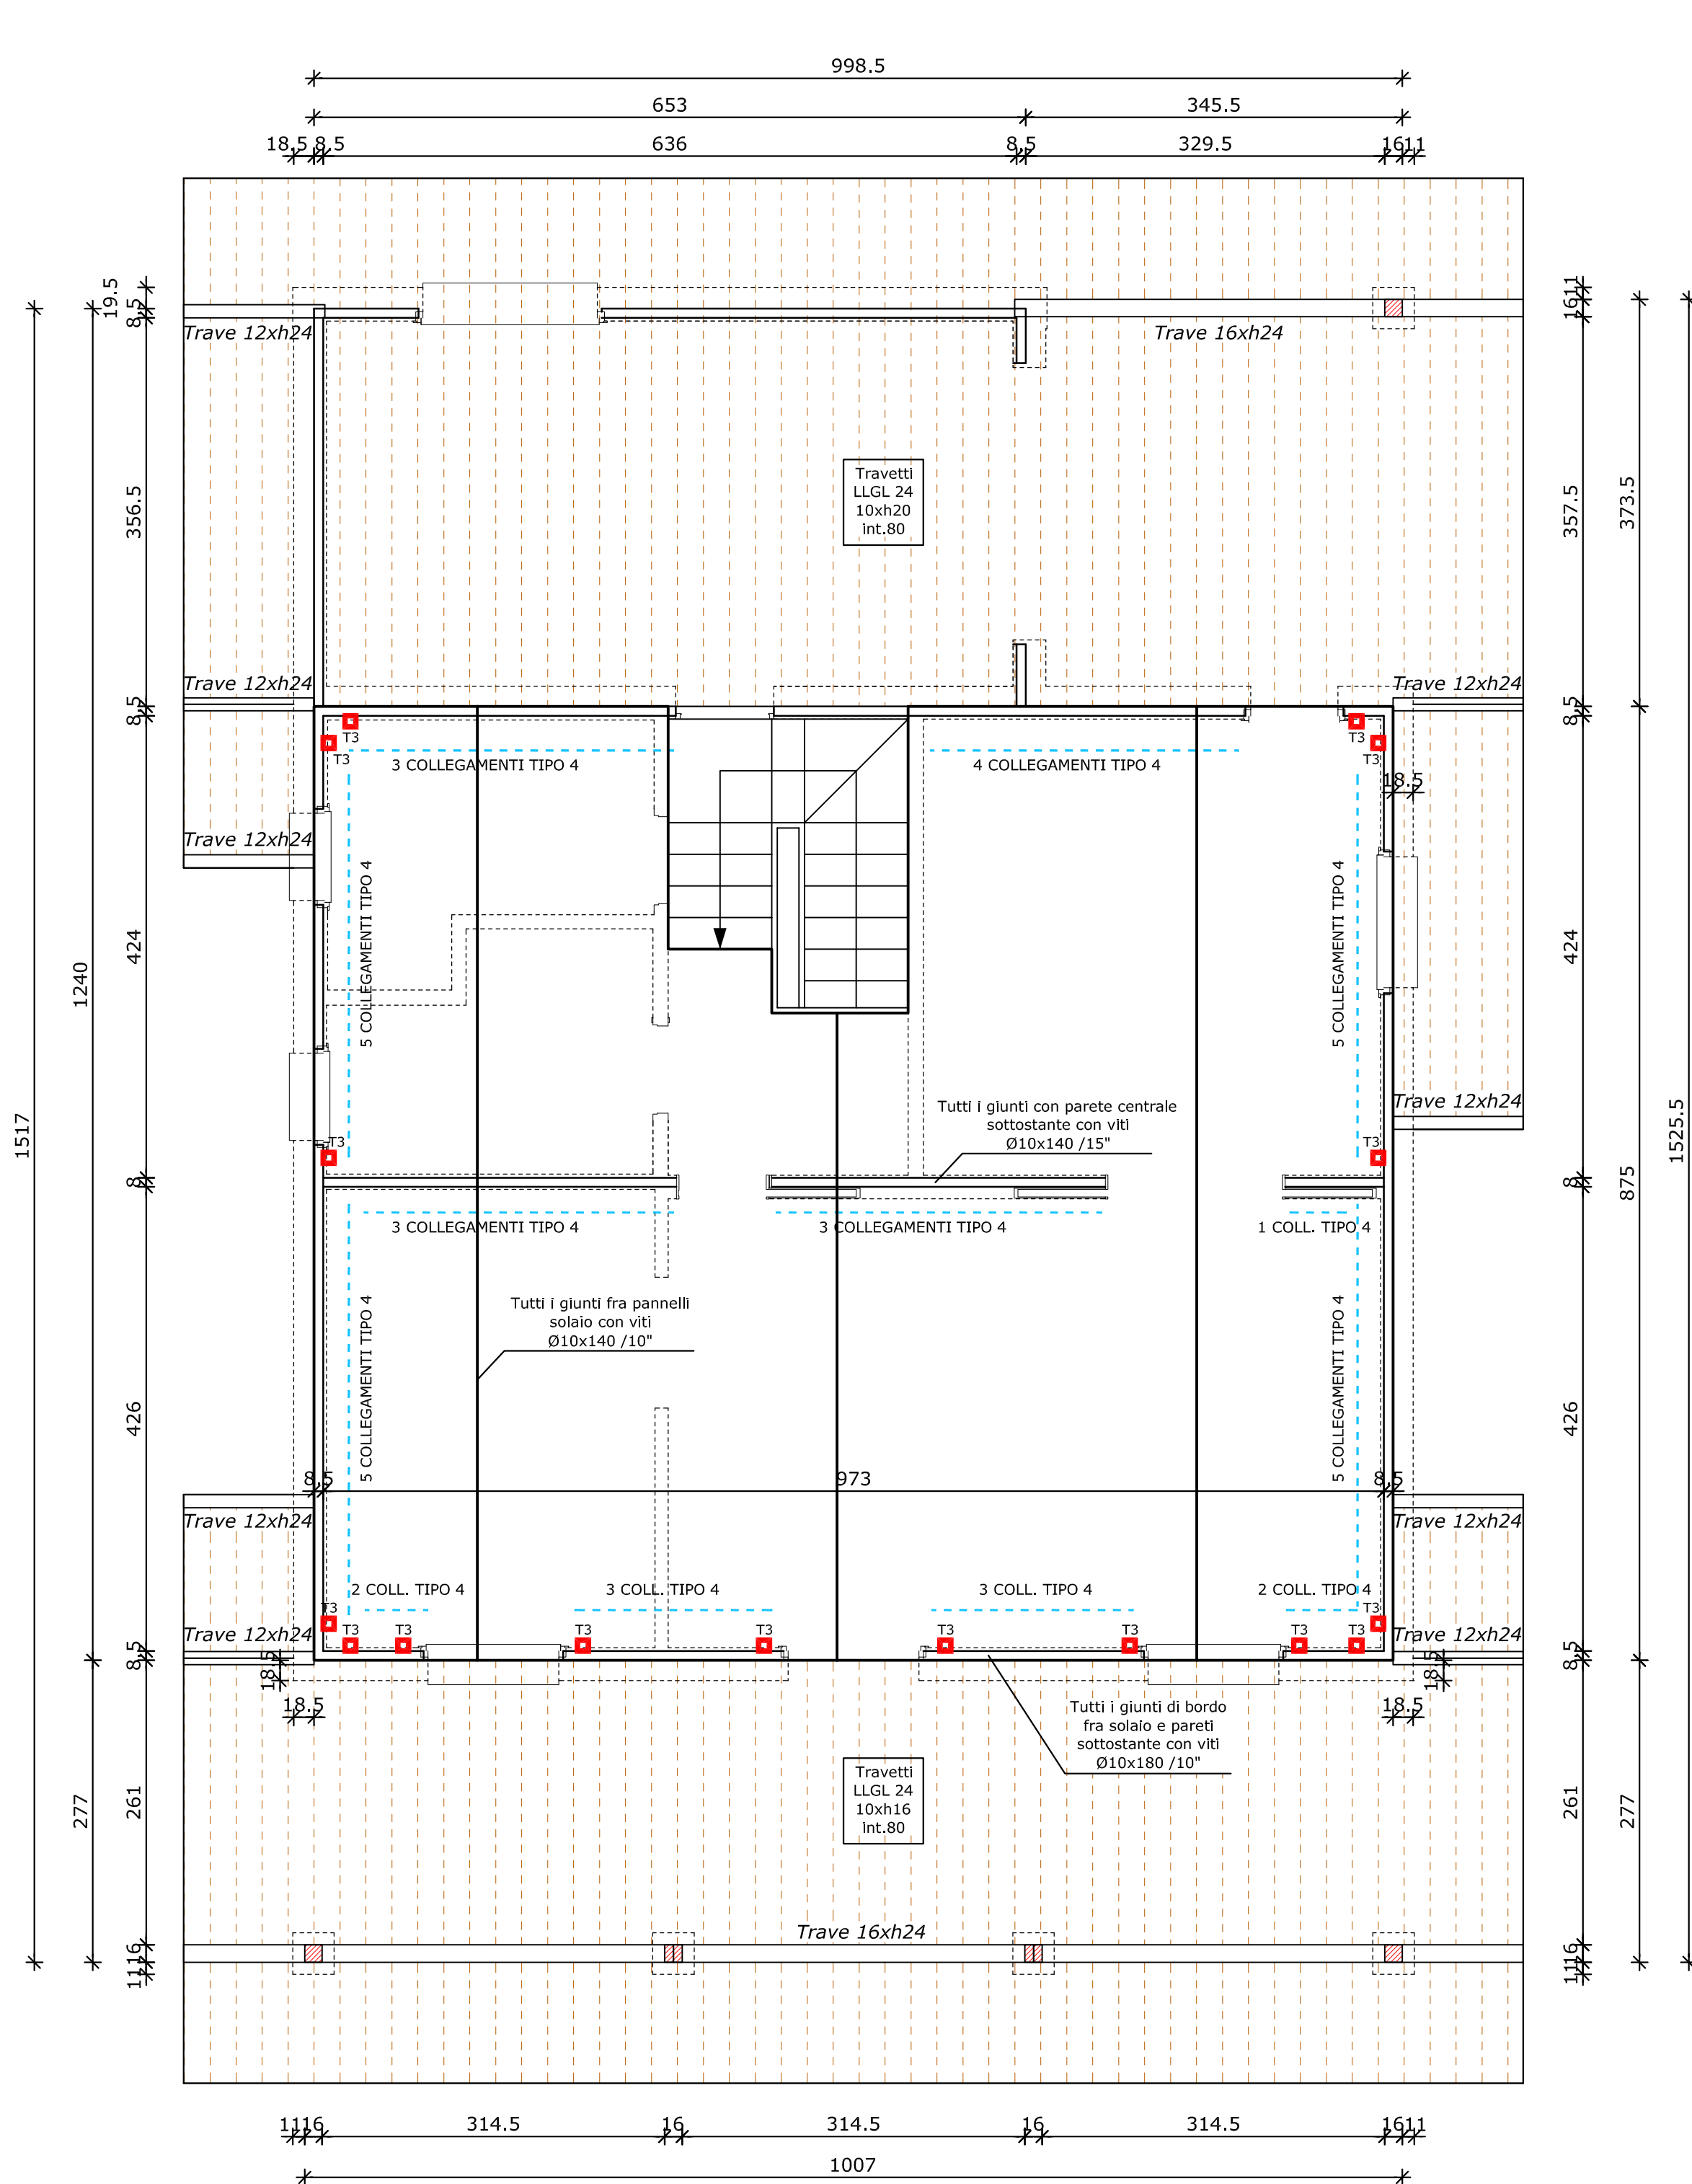 998.5
653
345.5
18.5
8.5
636
8.5
329.5
16
11
19.5
8.5
16
11
Trave 12xh24
Trave 16xh24
Travetti
LLGL 24
10xh20
int.80
356.5
357.5
373.5
Trave 12xh24
Trave 12xh24
8.5
8.5
T3
T3
T3
T3
3 COLLEGAMENTI TIPO 4
4 COLLEGAMENTI TIPO 4
18.5
Trave 12xh24
5 COLLEGAMENTI TIPO 4
5 COLLEGAMENTI TIPO 4
424
424
1240
1517
1525.5
Trave 12xh24
Tutti i giunti con parete centrale
sottostante con viti
Ø10x140 /15"
T3
T3
8
8
875
3 COLLEGAMENTI TIPO 4
3 COLLEGAMENTI TIPO 4
1 COLL. TIPO 4
Tutti i giunti fra pannelli
solaio con viti
Ø10x140 /10"
5 COLLEGAMENTI TIPO 4
5 COLLEGAMENTI TIPO 4
426
426
8.5
973
8.5
Trave 12xh24
Trave 12xh24
2 COLL. TIPO 4
3 COLL. TIPO 4
3 COLL. TIPO 4
2 COLL. TIPO 4
T3
T3
T3
T3
T3
T3
T3
T3
T3
T3
Trave 12xh24
Trave 12xh24
8.5
8.5
18.5
18.5
18.5
18.5
Tutti i giunti di bordo
fra solaio e pareti
sottostante con viti
Ø10x180 /10"
Travetti
LLGL 24
10xh16
int.80
277
261
261
277
Trave 16xh24
11
16
11
16
11
16
314.5
16
314.5
16
314.5
16
11
1007